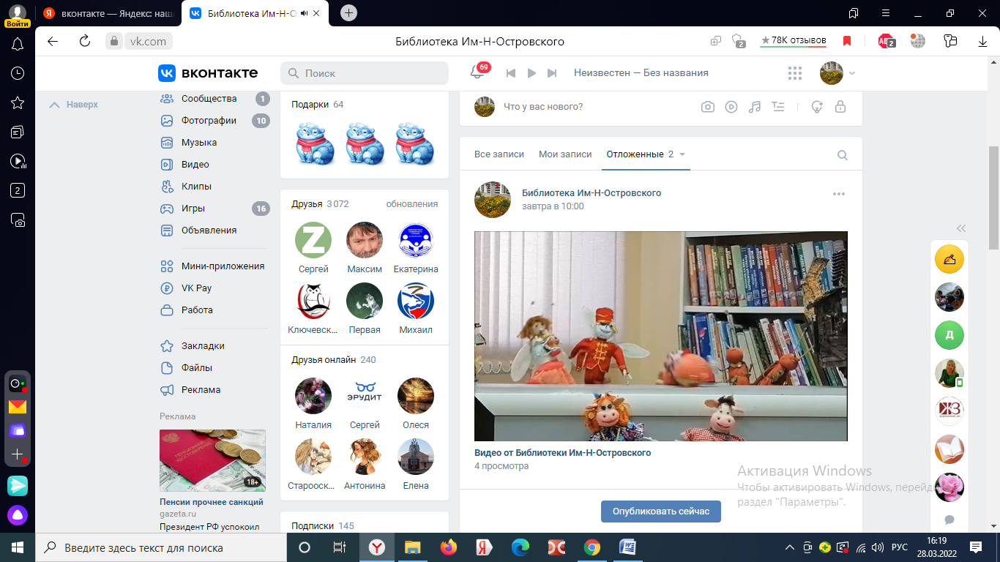 Войти
вконтакте — Яндекс: наш
Библиотека Им-Н-О
vk.com
Библиотека Им-Н-Островского
2
★ 78K отзывов
2
2
Наверх
вконтакте
Поиск
69
Неизвестен — Без названия
Сообщества 1
Фотографии 10
Музыка
Видео
Клипы
Игры 16
Объявления
Мини-приложения
VK Pay
Работа
Закладки
Файлы
Реклама
Реклама
18+
Пенсии прочнее санкций
gazeta.ru
Президент РФ успокоил
Подарки 64
Друзья 3 072 обновления
Z
Сергей Максим Екатерина
Ключевск... Первая Михаил
Друзья онлайн 240
ЭРУДИТ
Наталия Сергей Олеся
Старооск... Антонина Елена
Подписки 145
Что у вас нового?
Все записи Мои записи Отложенные 2
Библиотека Им-Н-Островского
завтра в 10:00
Видео от Библиотеки Им-Н-Островского
4 просмотра
Опубликовать сейчас
Д
ЖЗ
Активация Windows
Чтобы активировать Windows, перейд
раздел "Параметры".
Введите здесь текст для поиска
РУС
16:19
28.03.2022